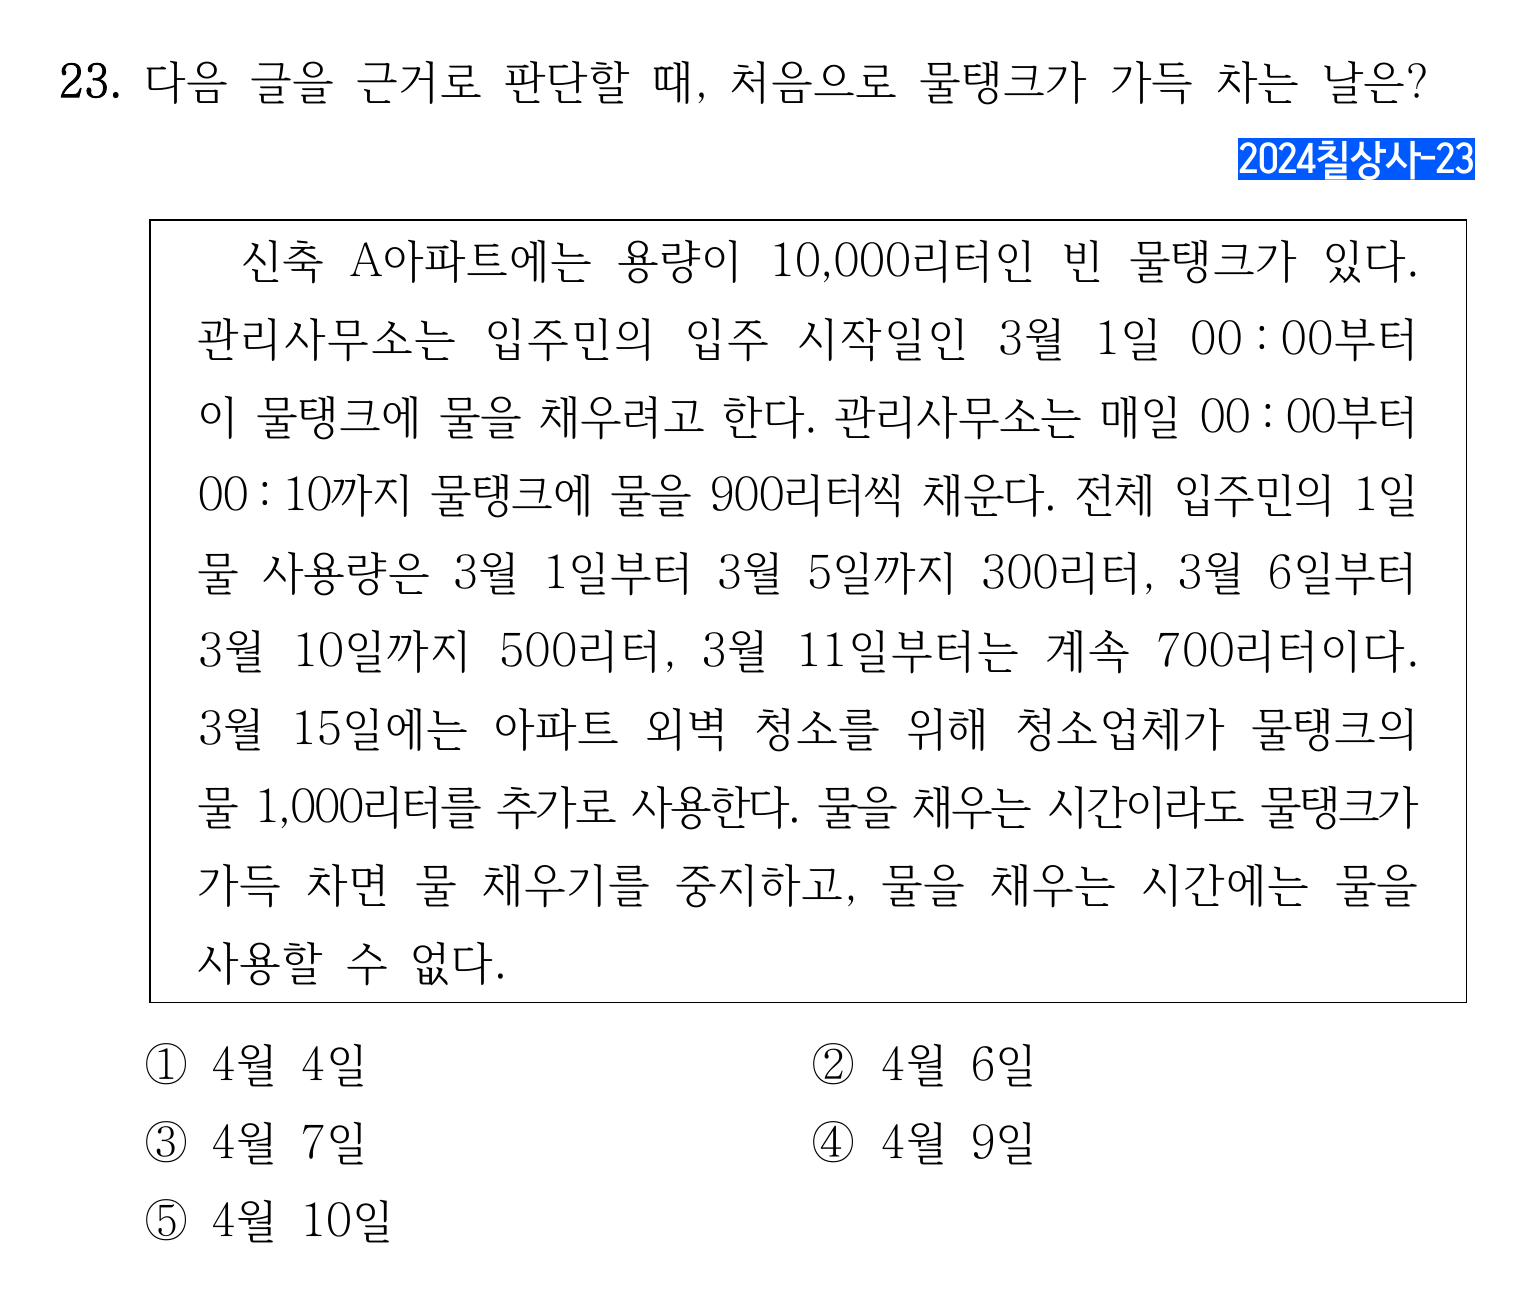 23. 다음 글을 근거로 판단할 때, 처음으로 물탱크가 가득 차는 날은?
2024칠상사-23
신축 A아파트에는 용량이 10,000리터인 빈 물탱크가 있다.
관리사무소는 입주민의 입주 시작일인 3월 1일 00:00부터
이 물탱크에 물을 채우려고 한다. 관리사무소는 매일 00:00부터
00:10까지 물탱크에 물을 900리터씩 채운다. 전체 입주민의 1일
물 사용량은 3월 1일부터 3월 5일까지 300리터, 3월 6일부터
3월 10일까지 500리터, 3월 11일부터는 계속 700리터이다.
3월 15일에는 아파트 외벽 청소를 위해 청소업체가 물탱크의
물 1,000리터를 추가로 사용한다. 물을 채우는 시간이라도 물탱크가
가득 차면 물 채우기를 중지하고, 물을 채우는 시간에는 물을
사용할 수 없다.
① 4월 4일
② 4월 6일
③ 4월 7일
④ 4월 9일
⑤ 4월 10일